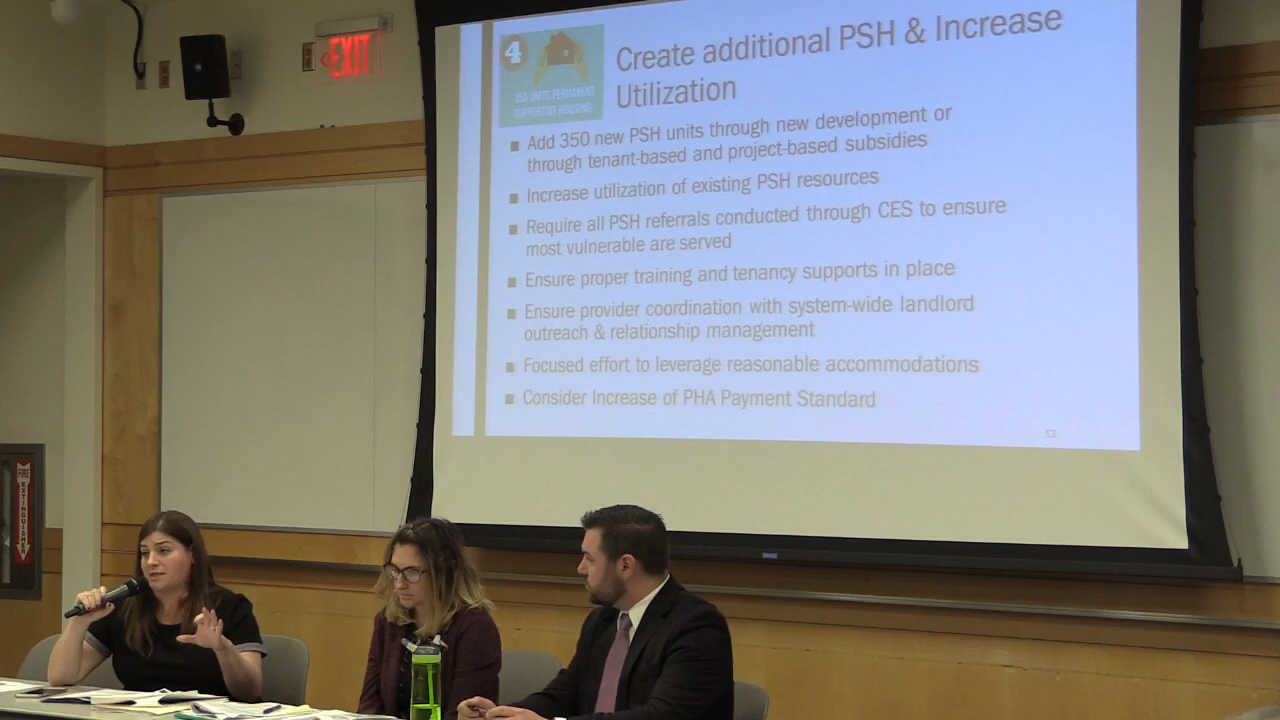 EXIT
4
350 UNITS PERMANENT
SUPPORTIVE HOUSING
Create additional PSH & Increase
Utilization
Add 350 new PSH units through new development or
through tenant-based and project-based subsidies
Increase utilization of existing PSH resources
Require all PSH referrals conducted through CES to ensure
most vulnerable are served
Ensure proper training and tenancy supports in place
Ensure provider coordination with system-wide landlord
outreach & relationship management
Focused effort to leverage reasonable accommodations
Consider Increase of PHA Payment Standard
13
FIRE
EXTINGUISHER